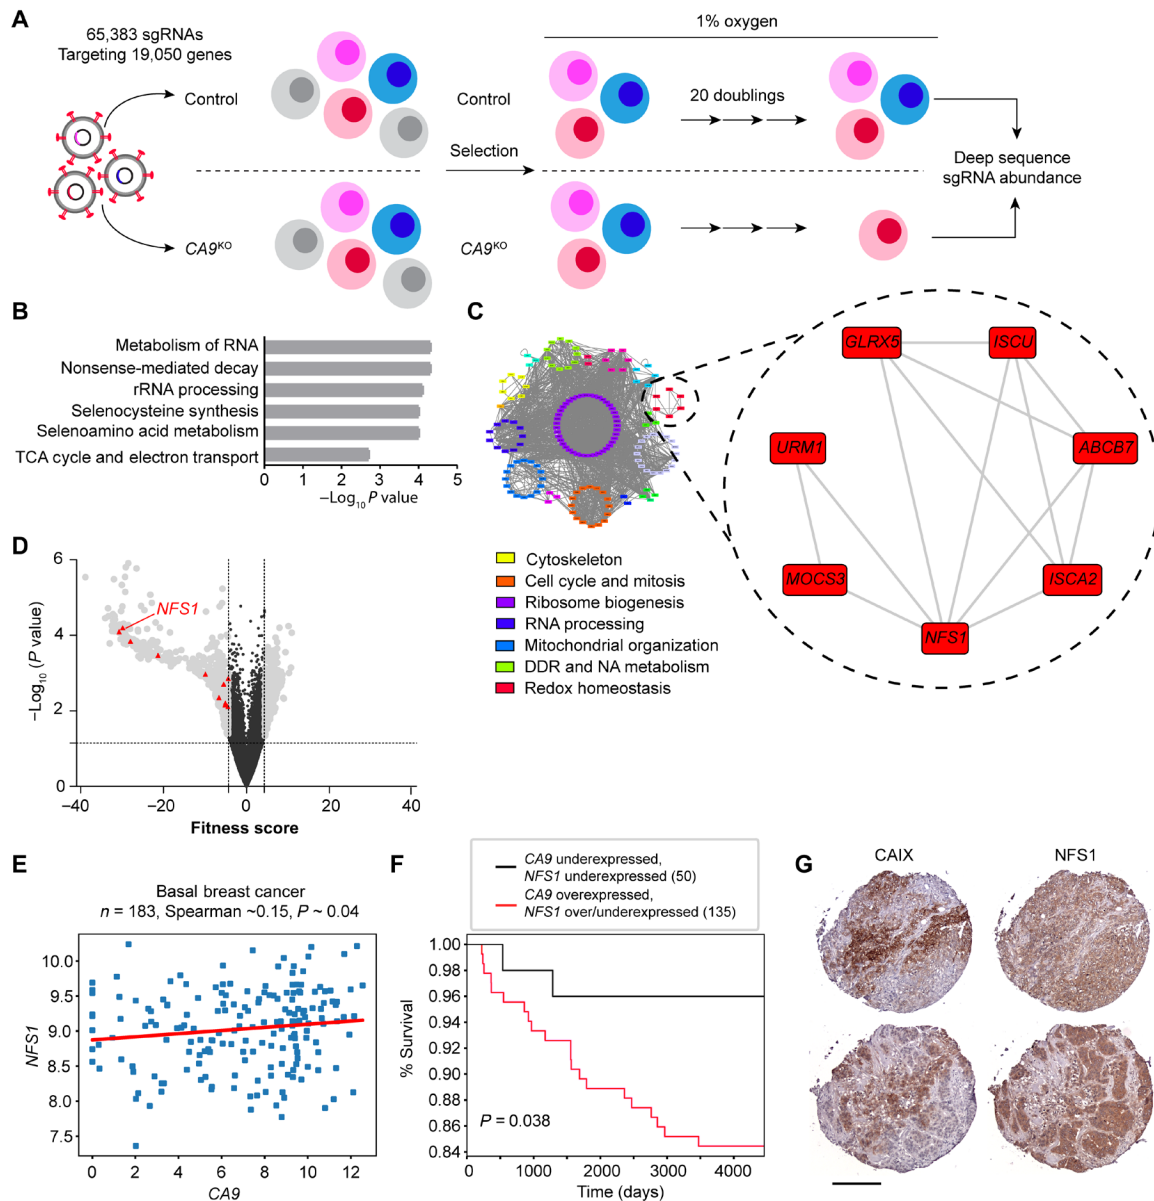 A
65,383 sgRNAs
Targeting 19,050 genes
Control
CA9KO
Control
Selection
CA9KO
1% oxygen
20 doublings
Deep sequence
sgRNA abundance
B
Metabolism of RNA
Nonsense-mediated decay
rRNA processing
Selenocysteine synthesis
Selenoamino acid metabolism
TCA cycle and electron transport
0 1 2 3 4 5
−Log10 P value
C
Cytoskeleton
Cell cycle and mitosis
Ribosome biogenesis
RNA processing
Mitochondrial organization
DDR and NA metabolism
Redox homeostasis
GLRX5
ISCU
URM1
ABCB7
MOCS3
ISCA2
NFS1
D
6
4
2
0
−Log10 (P value)
NFS1
−40 −20 0 20 40
Fitness score
E
Basal breast cancer
n = 183, Spearman ~0.15, P ~ 0.04
10.0
9.5
9.0
8.5
8.0
7.5
NFS1
0 2 4 6 8 10 12
CA9
F
CA9 underexpressed,
NFS1 underexpressed (50)
CA9 overexpressed,
NFS1 over/underexpressed (135)
1.00
0.98
0.96
0.94
0.92
0.90
0.88
0.86
0.84
% Survival
P = 0.038
0 1000 2000 3000 4000
Time (days)
G
CAIX
NFS1